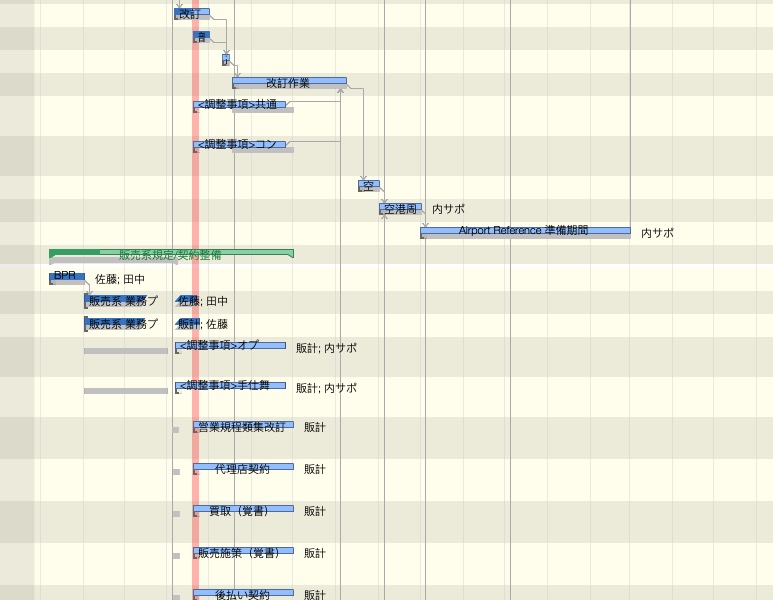 改訂
改訂作業
<調整事項>共通
<調整事項>コン
空
空港周 内サポ
Airport Reference 準備期間 内サポ
販売系規定/契約整備
BPR 佐藤; 田中
販売系 業務プ 佐藤; 田中
販売系 業務プ 販計; 佐藤
<調整事項>オプ 販計; 内サポ
<調整事項>手仕舞 販計; 内サポ
営業規程類集改訂 販計
代理店契約 販計
買取（覚書） 販計
販売施策（覚書） 販計
後払い契約 販計